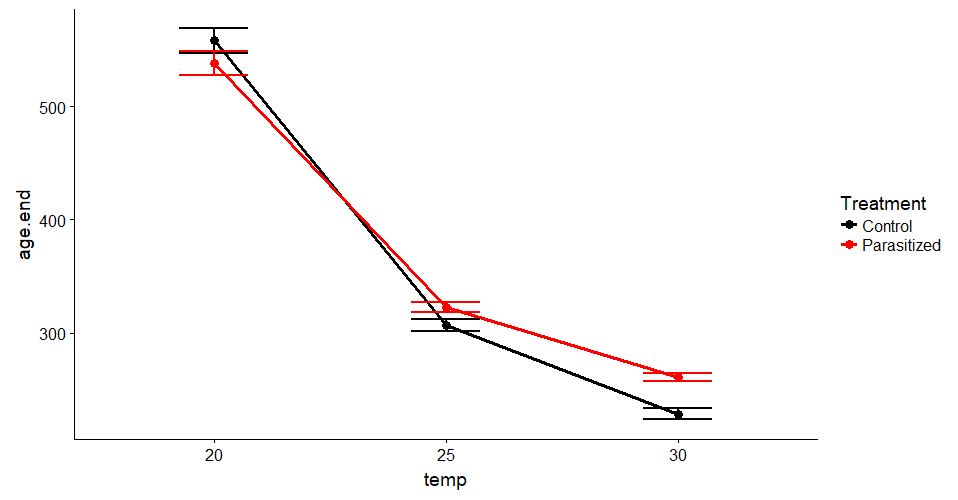 500
400
300
age.end
20 25 30
temp
Treatment
Control
Parasitized